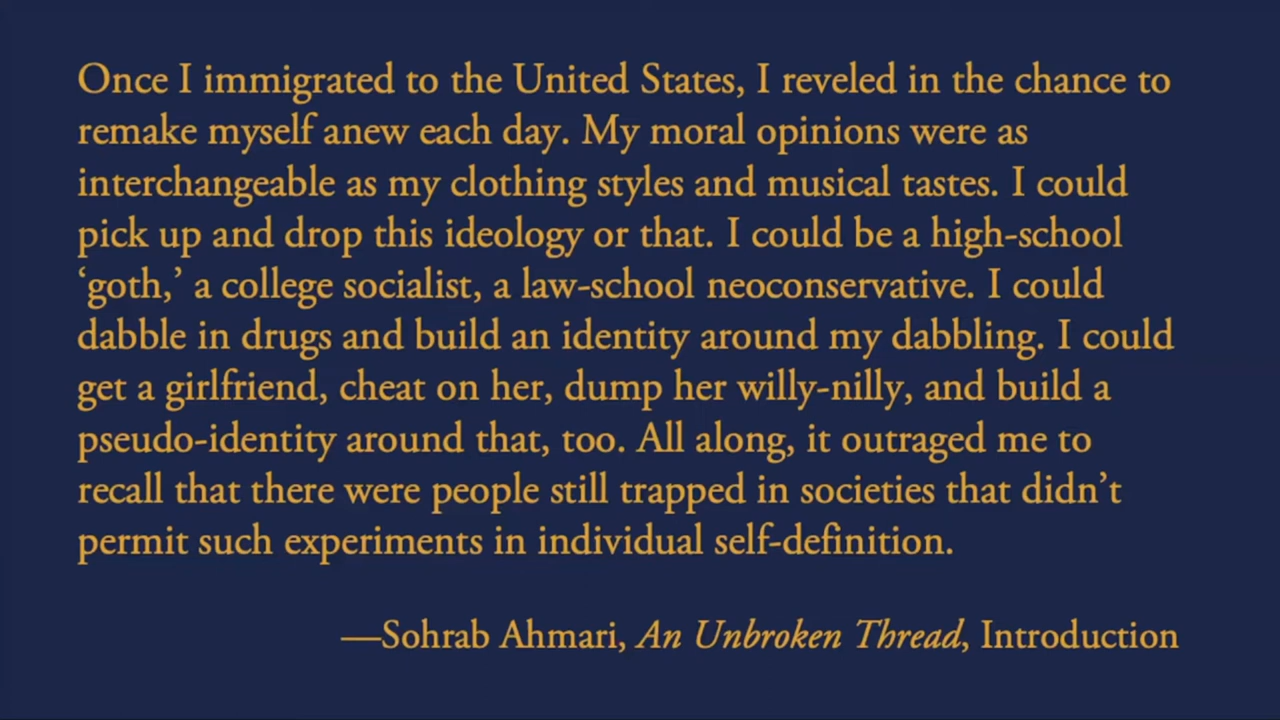 Once I immigrated to the United States, I reveled in the chance to
remake myself anew each day. My moral opinions were as
interchangeable as my clothing styles and musical tastes. I could
pick up and drop this ideology or that. I could be a high-school
‘goth,’ a college socialist, a law-school neoconservative. I could
dabble in drugs and build an identity around my dabbling. I could
get a girlfriend, cheat on her, dump her willy-nilly, and build a
pseudo-identity around that, too. All along, it outraged me to
recall that there were people still trapped in societies that didn’t
permit such experiments in individual self-definition.
—Sohrab Ahmari, An Unbroken Thread, Introduction